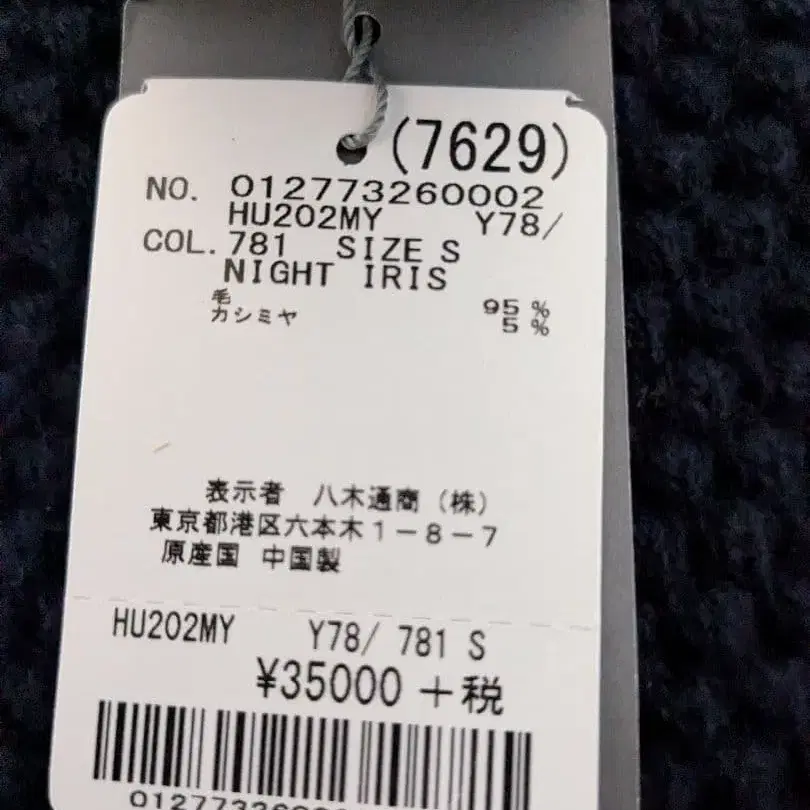 (7629)
NO. 012773260002
HU202MY Y78/
COL. 781 SIZE S
NIGHT IRIS
毛 95%
カシミヤ 5%
表示者 八木通商(株)
東京都港区六本木1-8-7
原産国 中国製
HU202MY Y78/ 781 S
¥35000+税